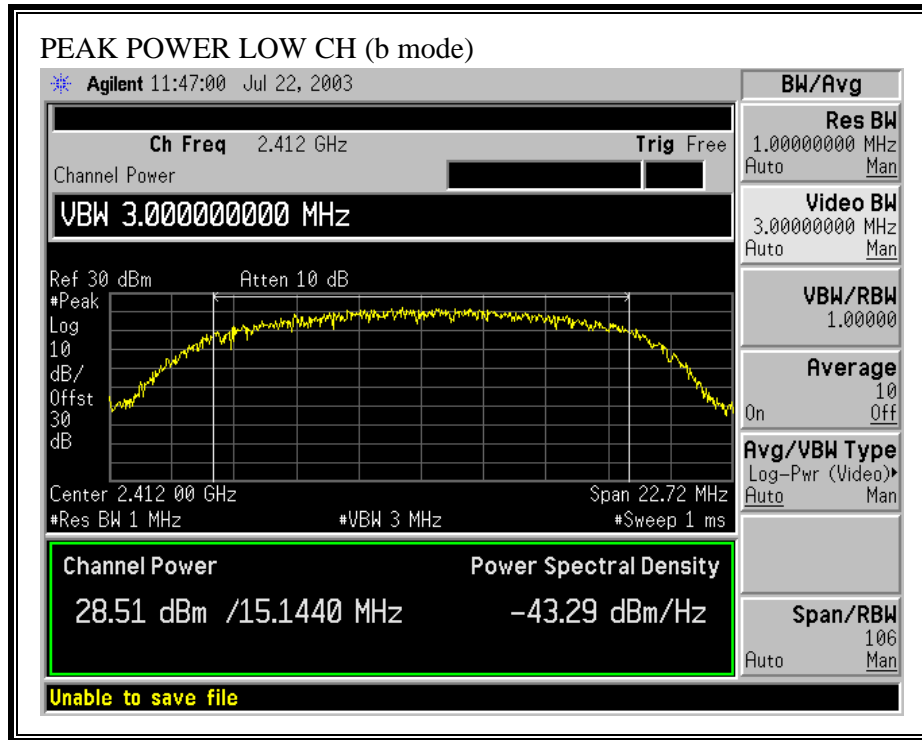 PEAK POWER LOW CH (b mode)
Agilent 11:47:00 Jul 22, 2003
BW/Avg
Ch Freq 2.412 GHz Trig Free
Channel Power
VBW 3.000000000 MHz
Ref 30 dBm Atten 10 dB
#Peak
Log
10
dB/
Offst
30
dB
Center 2.412 00 GHz Span 22.72 MHz
#Res BW 1 MHz #VBW 3 MHz #Sweep 1 ms
Channel Power Power Spectral Density
28.51 dBm /15.1440 MHz -43.29 dBm/Hz
Unable to save file
Res BW
1.00000000 MHz
Auto Man
Video BW
3.00000000 MHz
Auto Man
VBW/RBW
1.00000
Average
10
On Off
Avg/VBW Type
Log-Pwr (Video)
Auto Man
Span/RBW
106
Auto Man